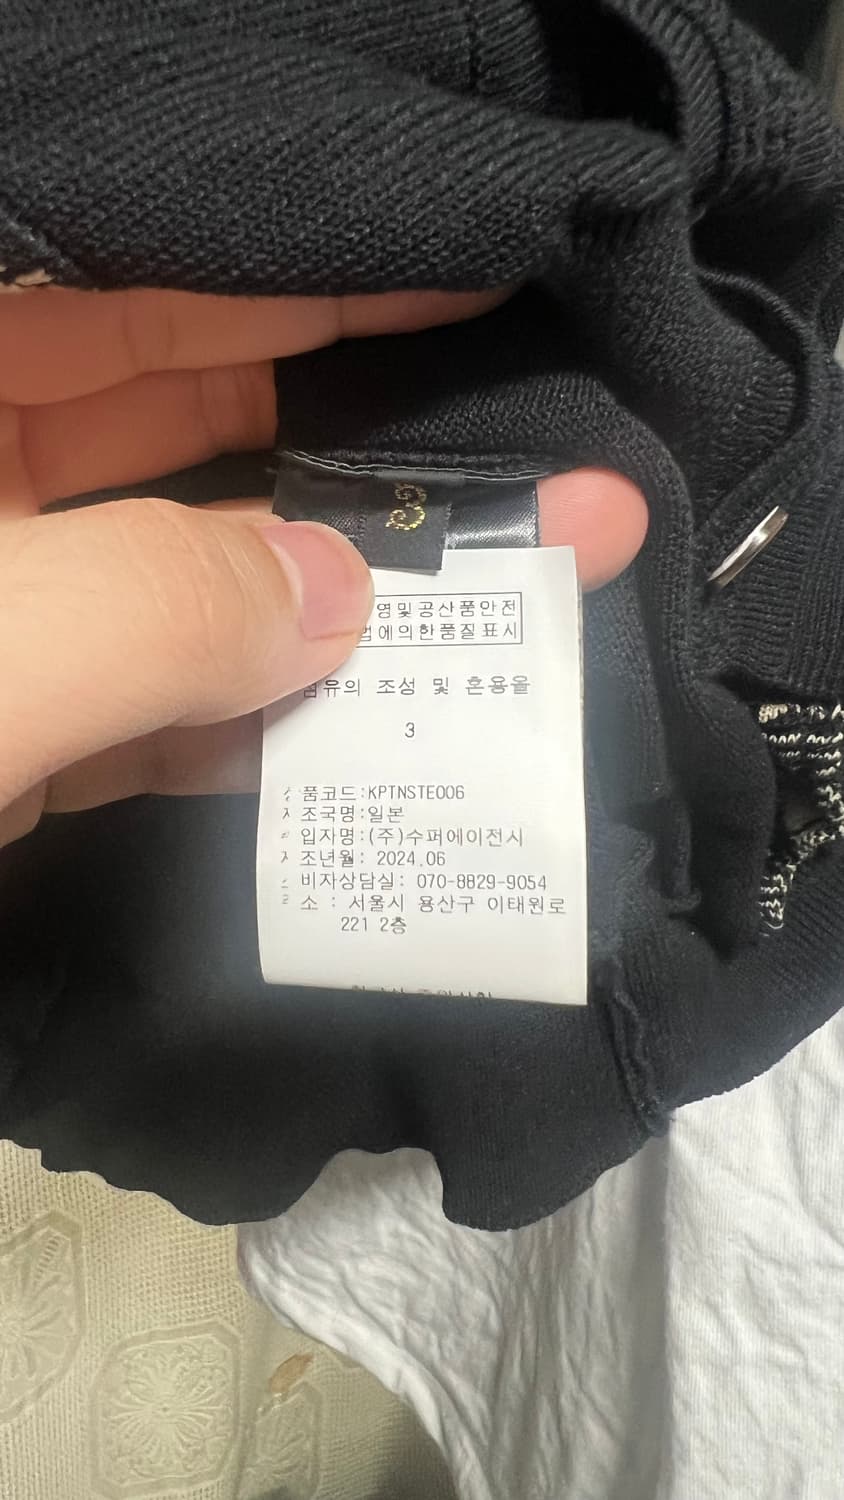 영및공산품안전
법에의한품질표시
섬유의 조성 및 혼용율
3
품코드:KPTNSTE006
조국명:일본
입자명:(주)수퍼에이전시
조년월: 2024.06
비자상담실: 070-8829-9054
소 : 서울시 용산구 이태원로
221 2층